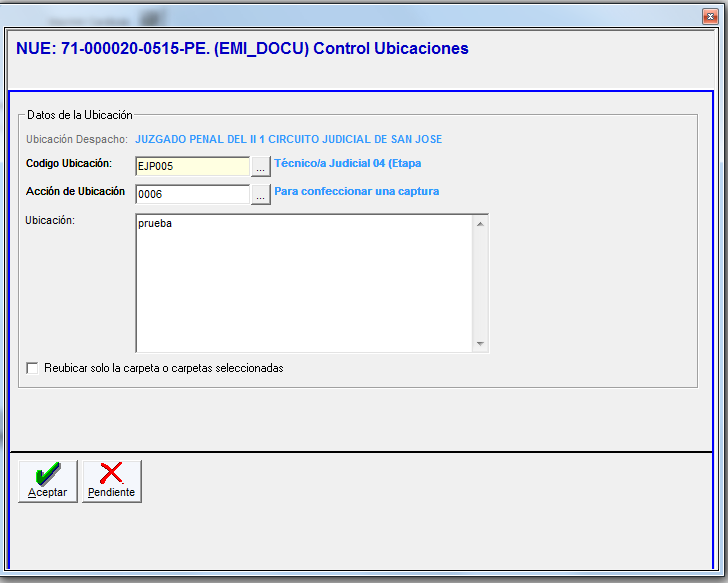 NUE: 71-000020-0515-PE. (EMI_DOCU) Control Ubicaciones
Datos de la Ubicación
Ubicación Despacho: JUZGADO PENAL DEL II 1 CIRCUITO JUDICIAL DE SAN JOSE
Codigo Ubicación: EJP005 ... Técnico/a Judicial 04 (Etapa
Acción de Ubicación 0006 ... Para confeccionar una captura
Ubicación: prueba
Reubicar solo la carpeta o carpetas seleccionadas
Aceptar Pendiente